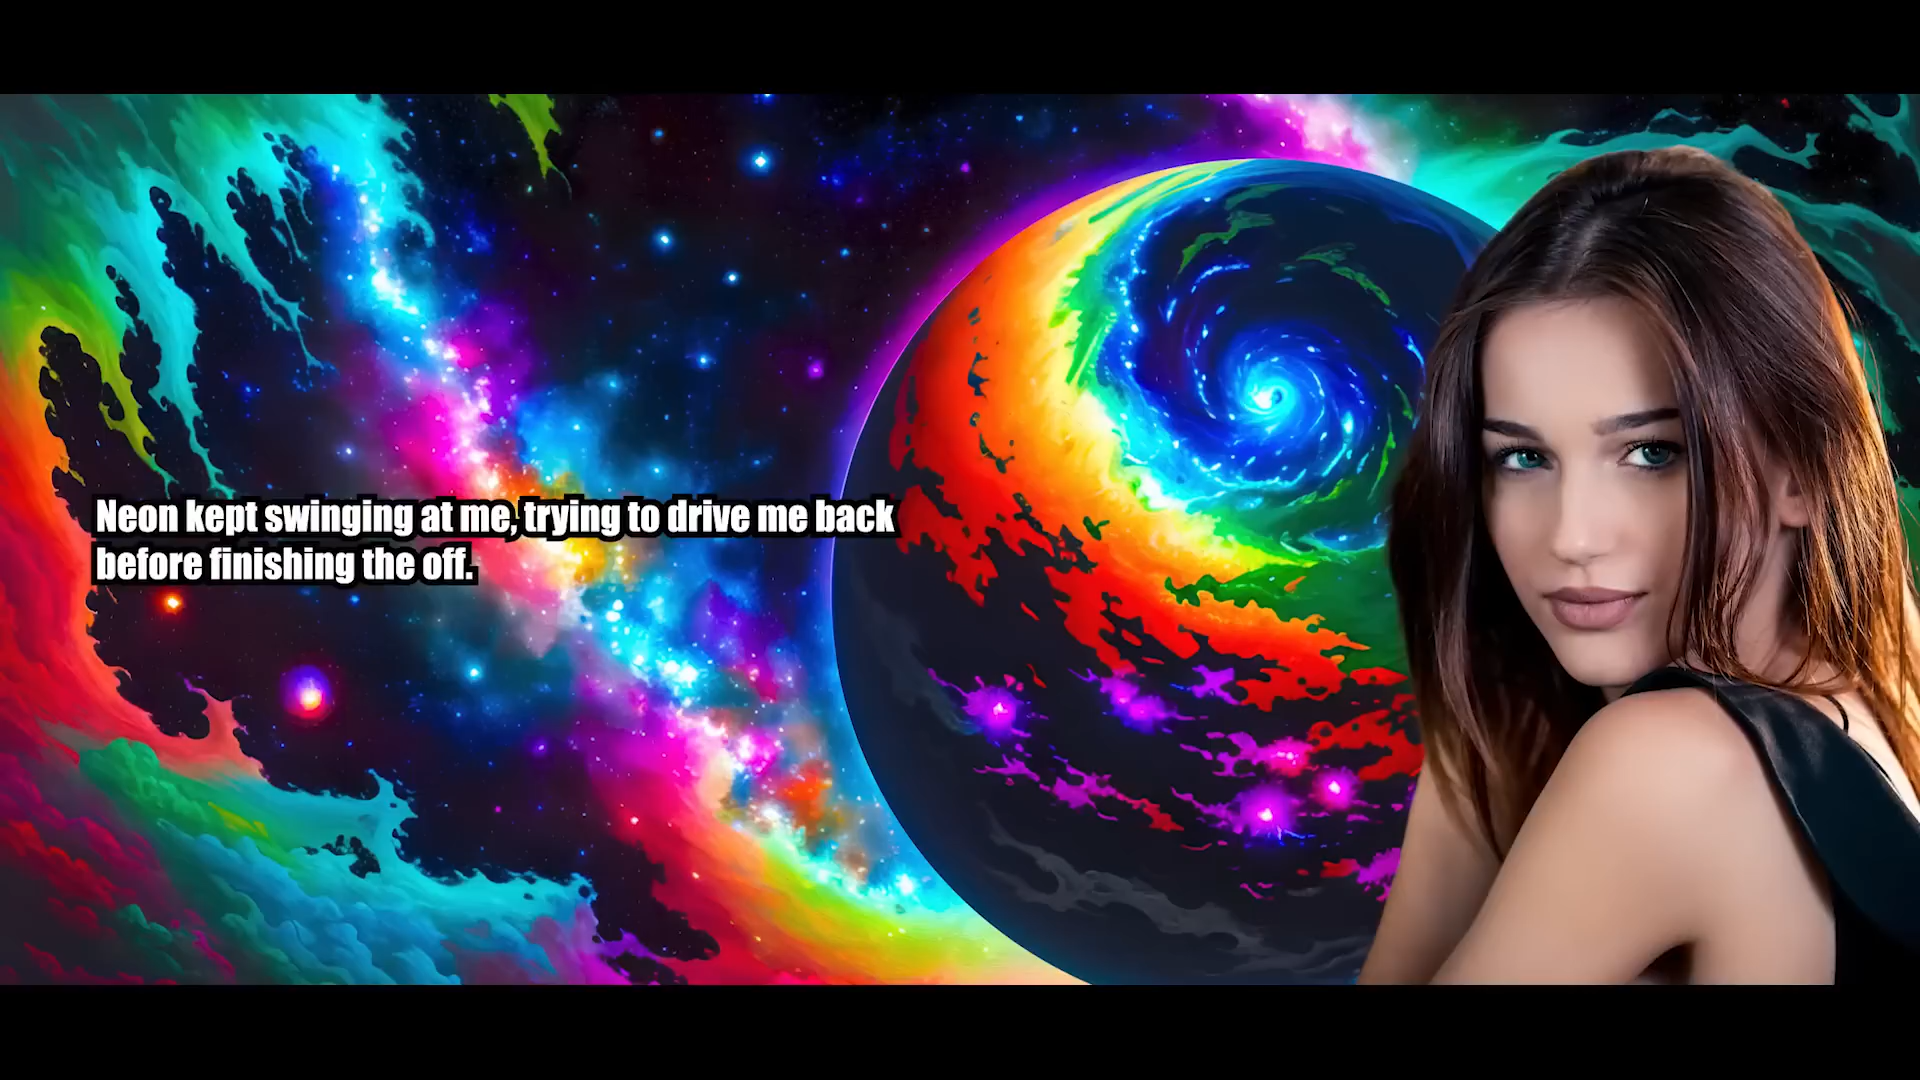 Neon kept swinging at me, trying to drive me back
before finishing the off.